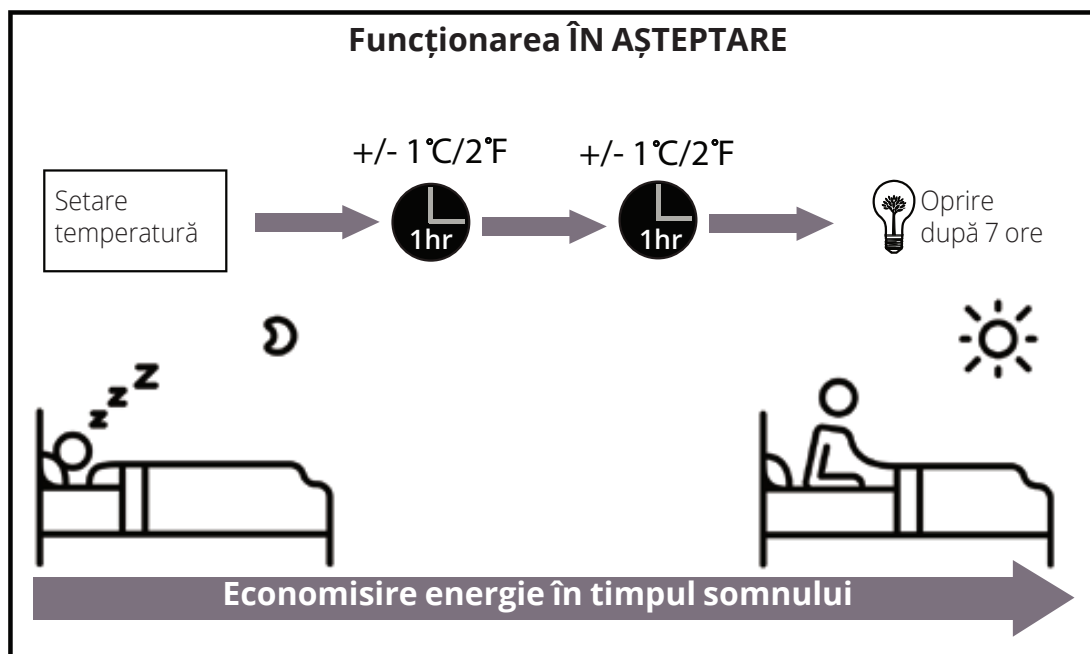 Funcționarea ÎN AȘTEPTARE
+/- 1°C/2°F
+/- 1°C/2°F
Setare
temperatură
1hr
1hr
Oprire
după 7 ore
z z Z
Economisire energie în timpul somnului